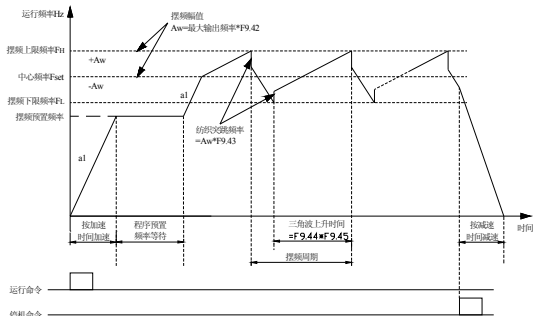 运行频率Hz
摆频幅值
Aw=最大输出频率*F9.42
摆频上限频率FH
+Aw
中心频率Fset
-Aw
摆频下限频率FL
a1
摆频预置频率
纺织突跳频率
=Aw*F9.43
a1
按加速
时间加速
程序预置
频率等待
三角波上升时间
=F9.44*F9.45
按减速
时间减速
时间
摆频周期
运行命令
停机命令